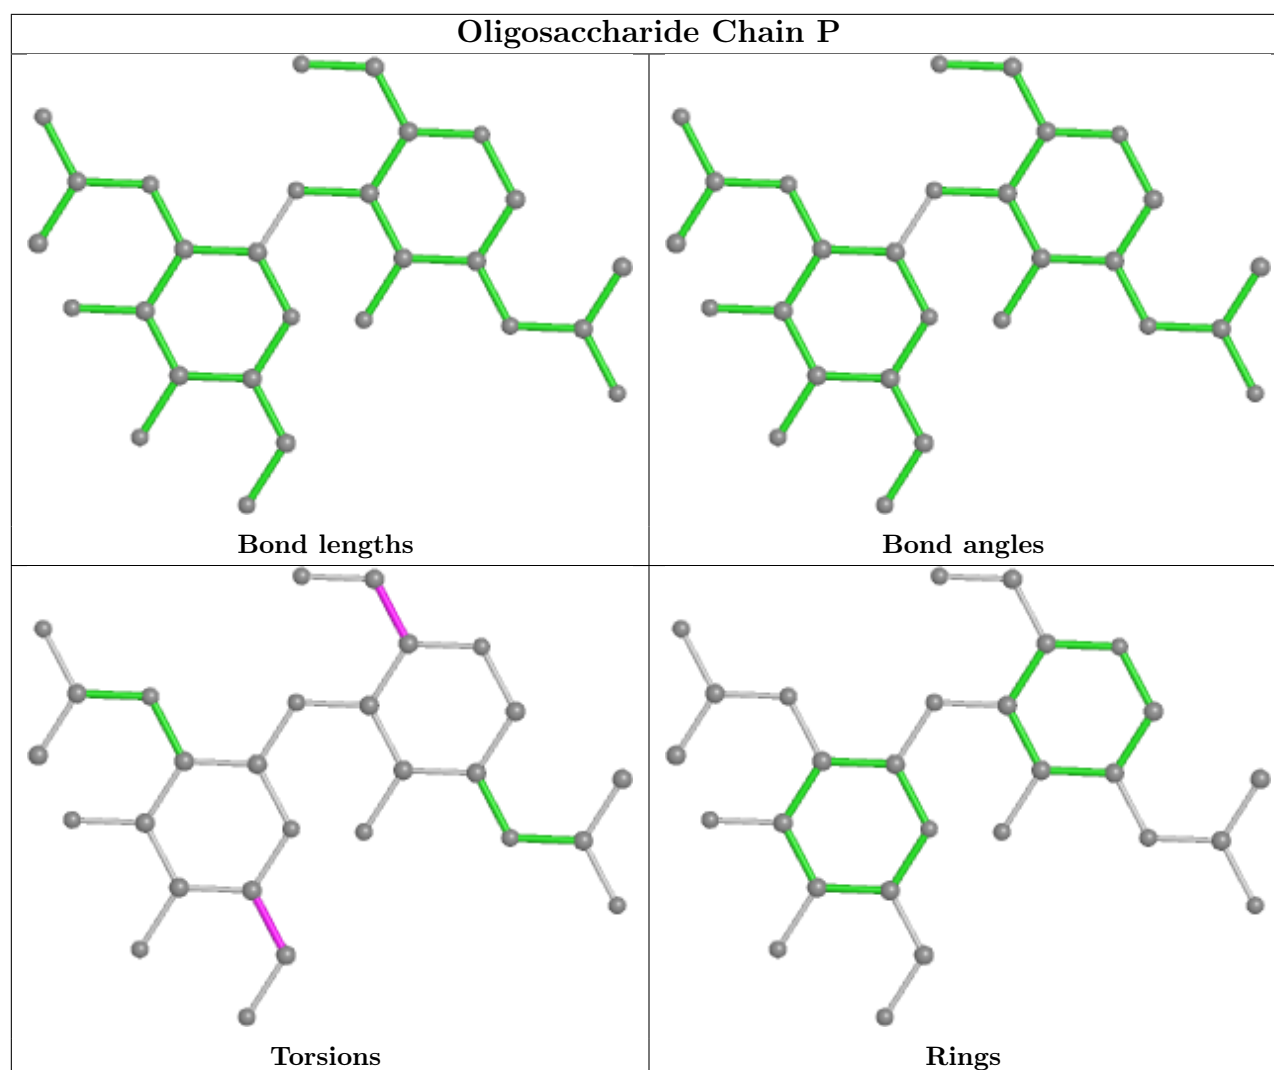 Oligosaccharide Chain P
Bond lengths
Bond angles
Torsions
Rings